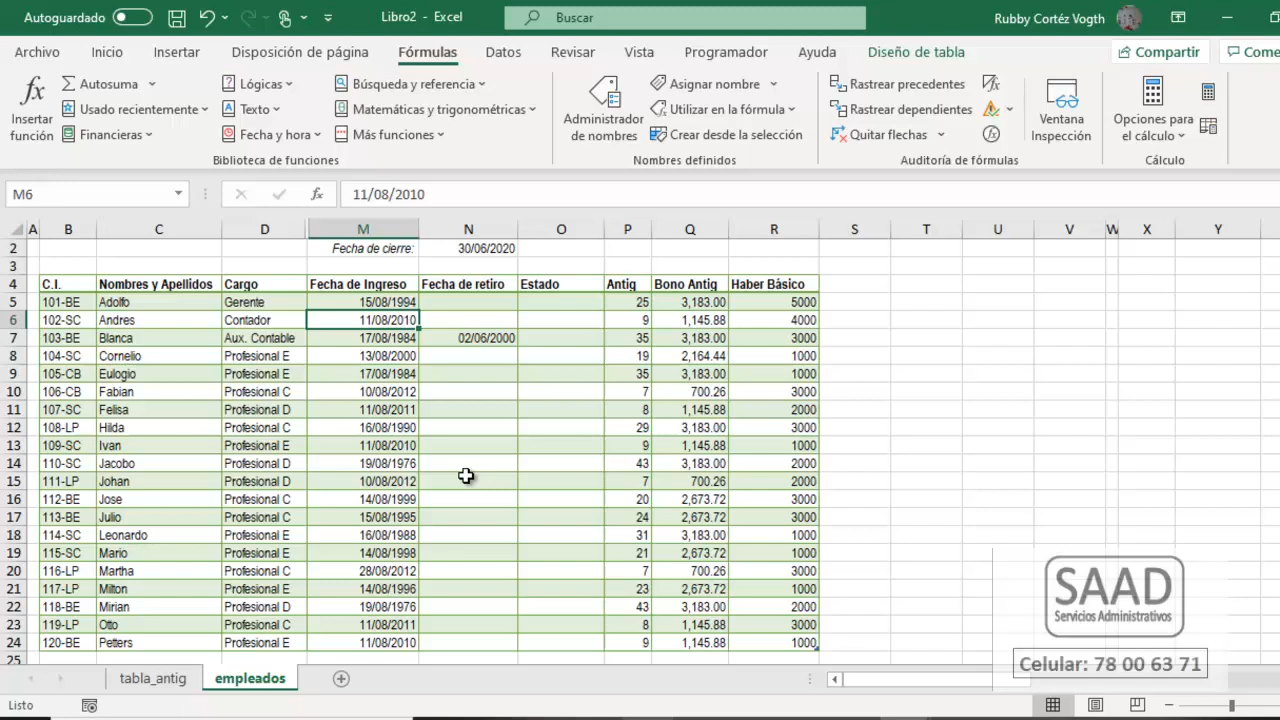 Autoguardado Libro2 - Excel Buscar Rubby Cortéz Vogth
Archivo Inicio Insertar Disposición de página Fórmulas Datos Revisar Vista Programador Ayuda Diseño de tabla Compartir Come
Autosuma Lógicas Búsqueda y referencia Asignar nombre Rastrear precedentes
Usado recientemente Texto Matemáticas y trigonométricas Utilizar en la fórmula Rastrear dependientes
Financieras Fecha y hora Más funciones Crear desde la selección Quitar flechas
Insertar función Administrador de nombres Ventana Inspección Opciones para el cálculo
Biblioteca de funciones Nombres definidos Auditoría de fórmulas Cálculo
M6 fx 11/08/2010
A B C D M N O P Q R S T U V W X Y
2 Fecha de cierre: 30/06/2020
3
4 C.I. Nombres y Apellidos Cargo Fecha de Ingreso Fecha de retiro Estado Antig Bono Antig Haber Básico
5 101-BE Adolfo Gerente 15/08/1994 25 3,183.00 5000
6 102-SC Andres Contador 11/08/2010 9 1,145.88 4000
7 103-BE Blanca Aux. Contable 17/08/1984 02/06/2000 35 3,183.00 3000
8 104-SC Cornelio Profesional E 13/08/2000 19 2,164.44 1000
9 105-CB Eulogio Profesional E 17/08/1984 35 3,183.00 1000
10 106-CB Fabian Profesional C 10/08/2012 7 700.26 3000
11 107-SC Felisa Profesional D 11/08/2011 8 1,145.88 2000
12 108-LP Hilda Profesional C 16/08/1990 29 3,183.00 3000
13 109-SC Ivan Profesional E 11/08/2010 9 1,145.88 1000
14 110-SC Jacobo Profesional D 19/08/1976 43 3,183.00 2000
15 111-LP Johan Profesional D 10/08/2012 7 700.26 2000
16 112-BE Jose Profesional C 14/08/1999 20 2,673.72 3000
17 113-BE Julio Profesional C 15/08/1995 24 2,673.72 3000
18 114-SC Leonardo Profesional E 16/08/1988 31 3,183.00 1000
19 115-SC Mario Profesional E 14/08/1998 21 2,673.72 1000
20 116-LP Martha Profesional C 28/08/2012 7 700.26 3000
21 117-LP Milton Profesional E 14/08/1996 23 2,673.72 1000
22 118-BE Mirian Profesional D 19/08/1976 43 3,183.00 2000
23 119-LP Otto Profesional C 11/08/2011 8 1,145.88 3000
24 120-BE Petters Profesional E 11/08/2010 9 1,145.88 1000
25
SAAD
Servicios Administrativos
Celular: 78 00 63 71
tabla_antig empleados
Listo